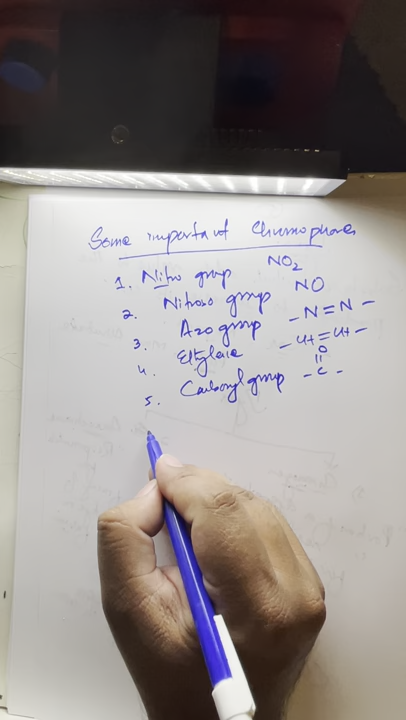 Some important Chromophores
1. Nitro group NO2
2. Nitroso group NO
3. Azo group -N=N-
4. Ethylene -CH=CH-
5. Carbonyl group -C- 
O